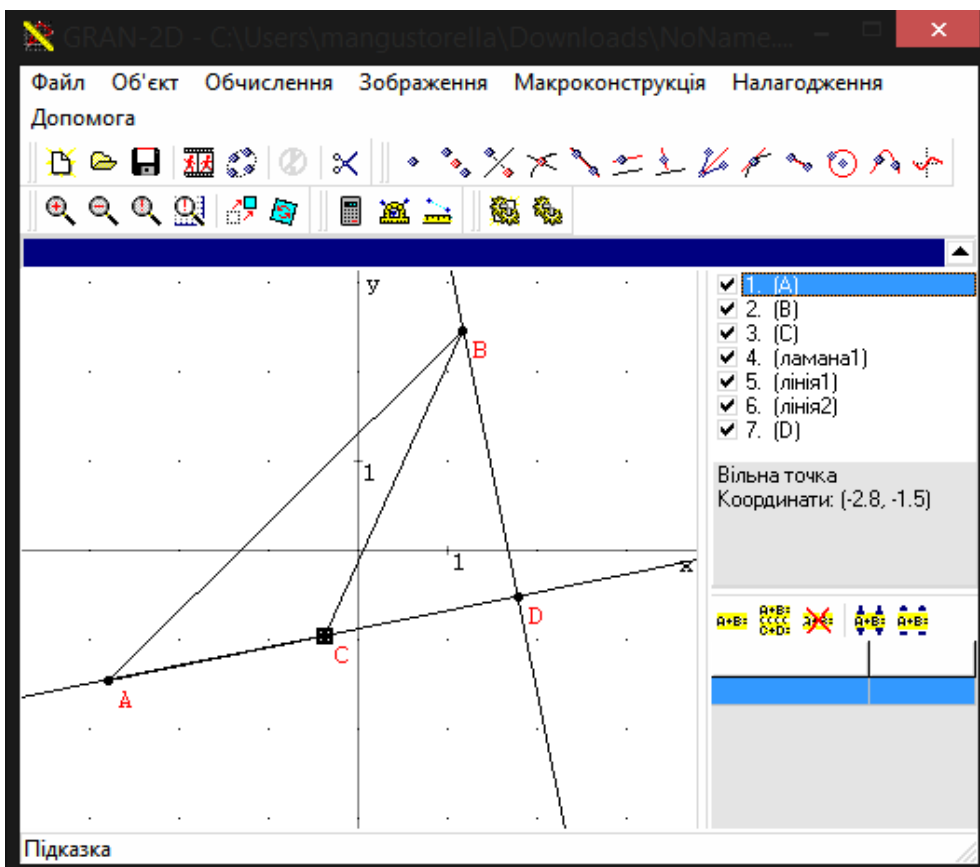 GRAN-2D - C:\Users\mangustorella\Downloads\NoName....
Файл Об'єкт Обчислення Зображення Макроконструкція Налагодження
Допомога
y
B
1
1
x
D
C
A
1. (A)
2. (B)
3. (C)
4. (ламана1)
5. (лінія1)
6. (лінія2)
7. (D)
Вільна точка
Координати: (-2.8, -1.5)
A+B= A+B= CCCC C+D= A+B= A+B= A+B=
Підказка